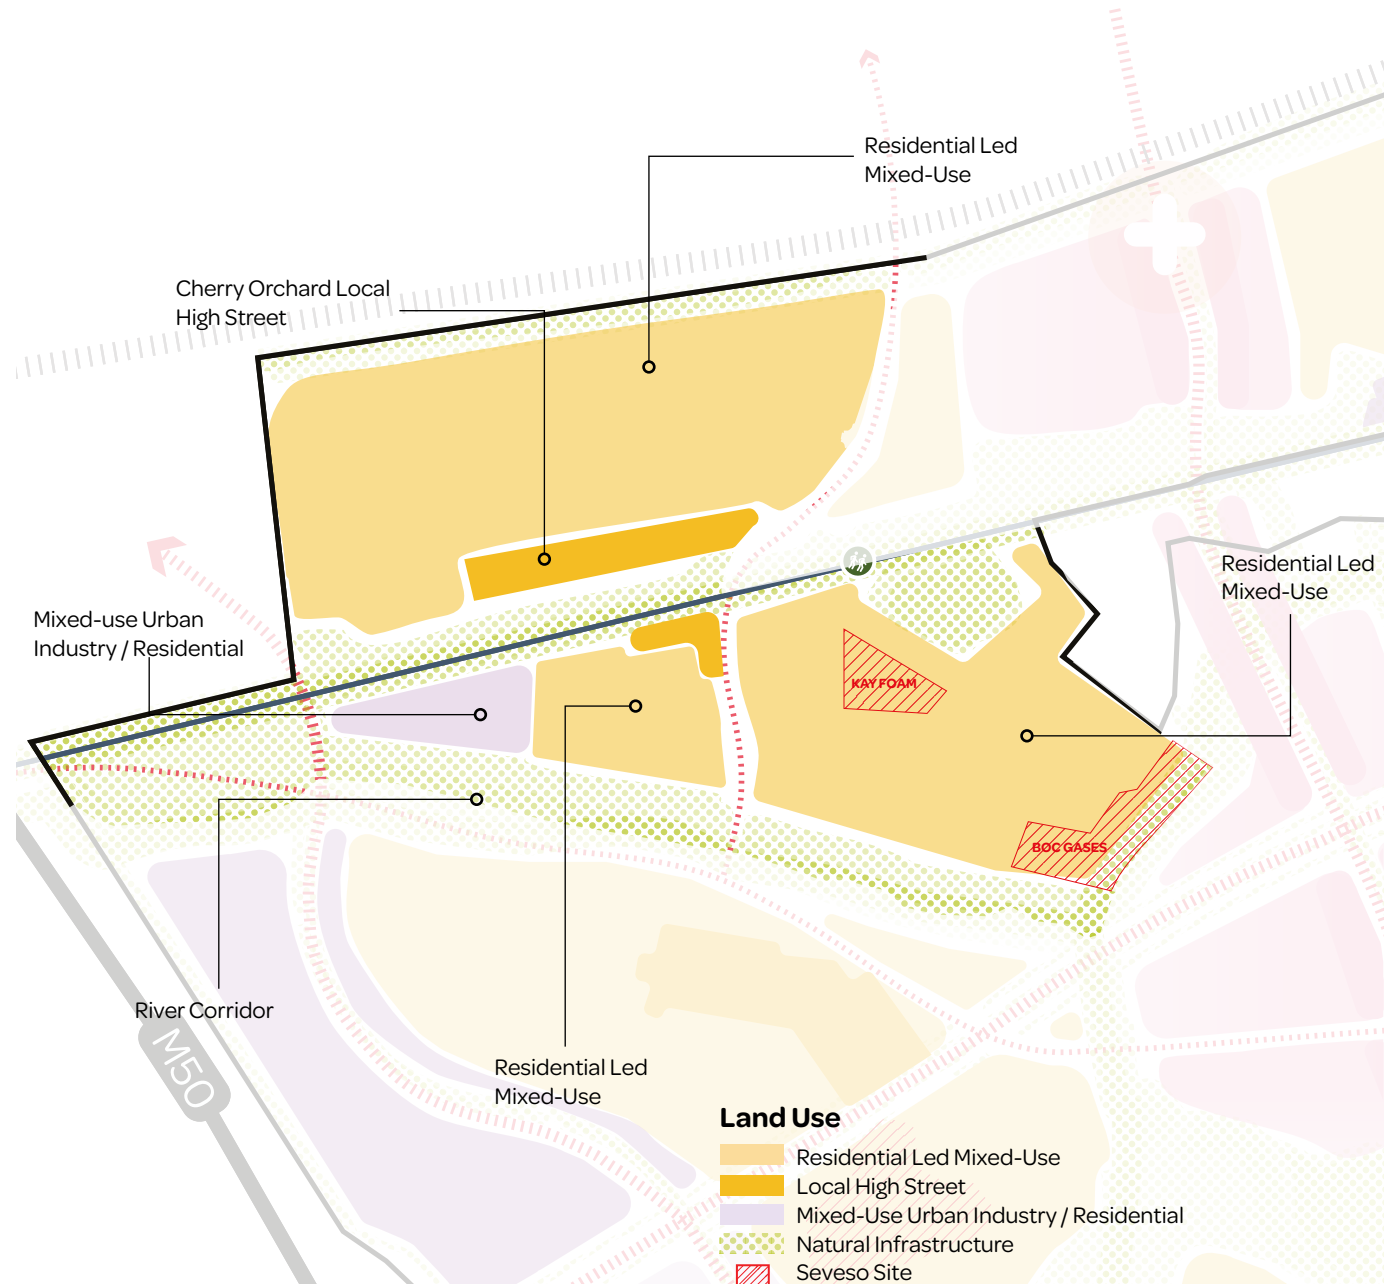 Residential Led
Mixed-Use
Cherry Orchard Local
High Street
Residential Led
Mixed-Use
Mixed-use Urban
Industry / Residential
KAY FOAM
BOC GASES
River Corridor
M50
Residential Led
Mixed-Use
Land Use
Residential Led Mixed-Use
Local High Street
Mixed-Use Urban Industry / Residential
Natural Infrastructure
Seveso Site